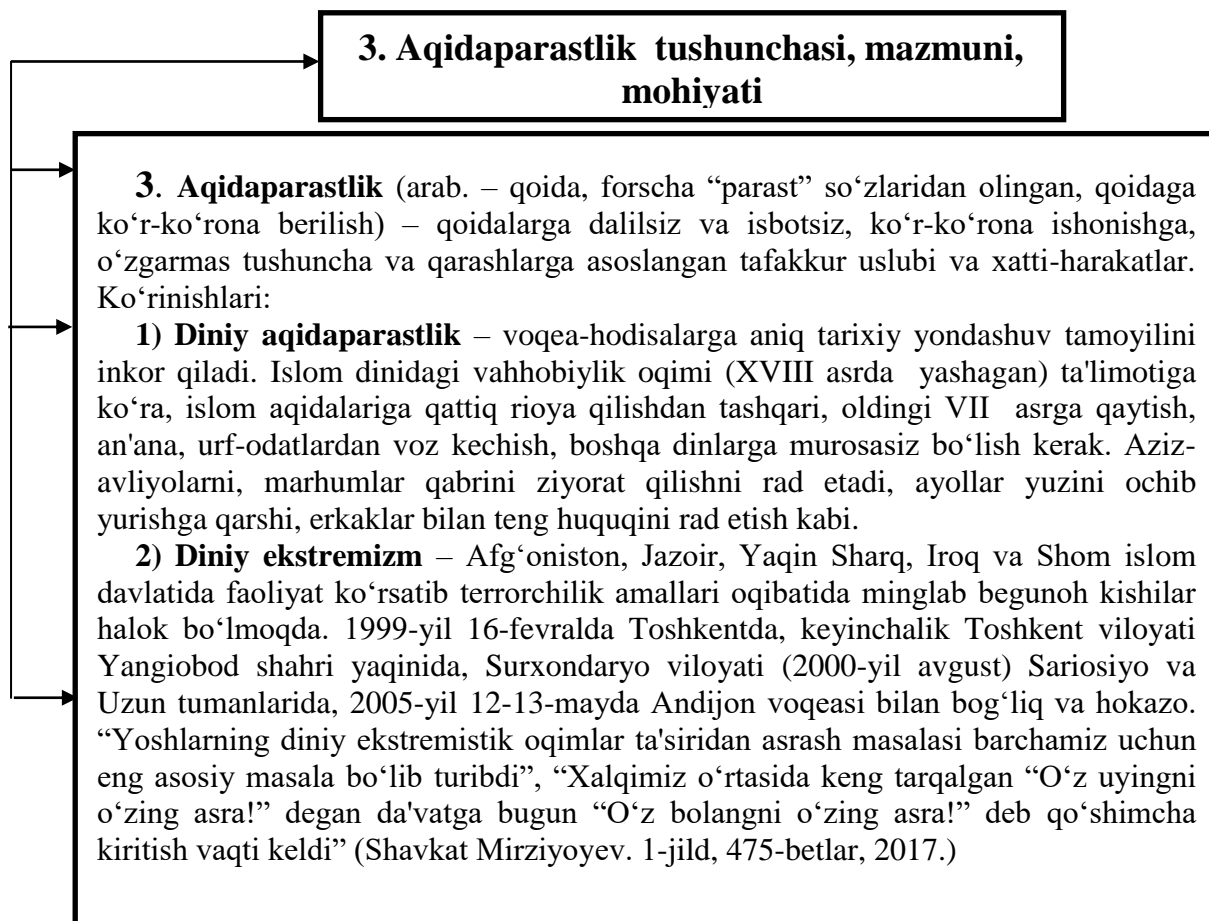 3. Aqidaparastlik tushunchasi, mazmuni,
mohiyati
3. Aqidaparastlik (arab. – qoida, forscha “parast” so‘zlaridan olingan, qoidaga
ko‘r-ko‘rona berilish) – qoidalarga dalilsiz va isbotsiz, ko‘r-ko‘rona ishonishga,
o‘zgarmas tushuncha va qarashlarga asoslangan tafakkur uslubi va xatti-harakatlar.
Ko‘rinishlari:
1) Diniy aqidaparastlik – voqea-hodisalarga aniq tarixiy yondashuv tamoyilini
inkor qiladi. Islom dinidagi vahhobiylik oqimi (XVIII asrda yashagan) ta'limotiga
ko‘ra, islom aqidalariga qattiq rioya qilishdan tashqari, oldingi VII asrga qaytish,
an'ana, urf-odatlardan voz kechish, boshqa dinlarga murosasiz bo‘lish kerak. Aziz-
avliyolarni, marhumlar qabrini ziyorat qilishni rad etadi, ayollar yuzini ochib
yurishga qarshi, erkaklar bilan teng huquqini rad etish kabi.
2) Diniy ekstremizm – Afg‘oniston, Jazoir, Yaqin Sharq, Iroq va Shom islom
davlatida faoliyat ko‘rsatib terrorchilik amallari oqibatida minglab begunoh kishilar
halok bo‘lmoqda. 1999-yil 16-fevralda Toshkentda, keyinchalik Toshkent viloyati
Yangiobod shahri yaqinida, Surxondaryo viloyati (2000-yil avgust) Sariosiyo va
Uzun tumanlarida, 2005-yil 12-13-mayda Andijon voqeasi bilan bog‘liq va hokazo.
“Yoshlarning diniy ekstremistik oqimlar ta'siridan asrash masalasi barchamiz uchun
eng asosiy masala bo‘lib turibdi”, “Xalqimiz o‘rtasida keng tarqalgan “O‘z uyingni
o‘zing asra!” degan da'vatga bugun “O‘z bolangni o‘zing asra!” deb qo‘shimcha
kiritish vaqti keldi” (Shavkat Mirziyoyev. 1-jild, 475-betlar, 2017.)